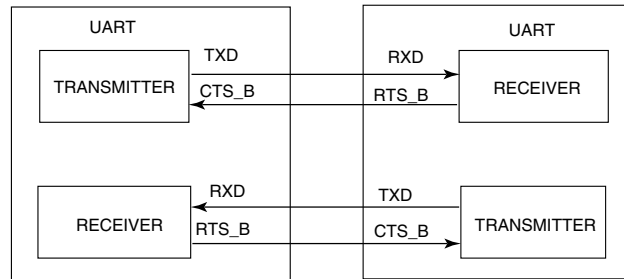 UART UART
TXD RXD
TRANSMITTER CTS_B RTS_B RECEIVER
RXD TXD
RECEIVER RTS_B CTS_B TRANSMITTER